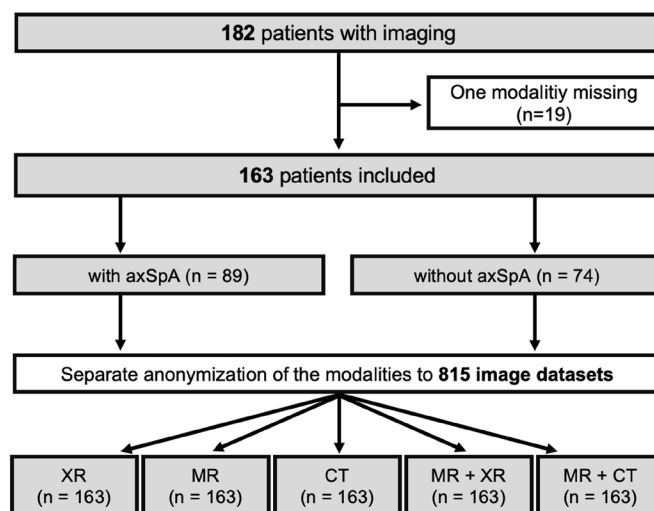 182 patients with imaging
One modalitiy missing
(n=19)
163 patients included
with axSpA (n = 89)
without axSpA (n = 74)
Separate anonymization of the modalities to 815 image datasets
XR
(n = 163)
MR
(n = 163)
CT
(n = 163)
MR + XR
(n = 163)
MR + CT
(n = 163)